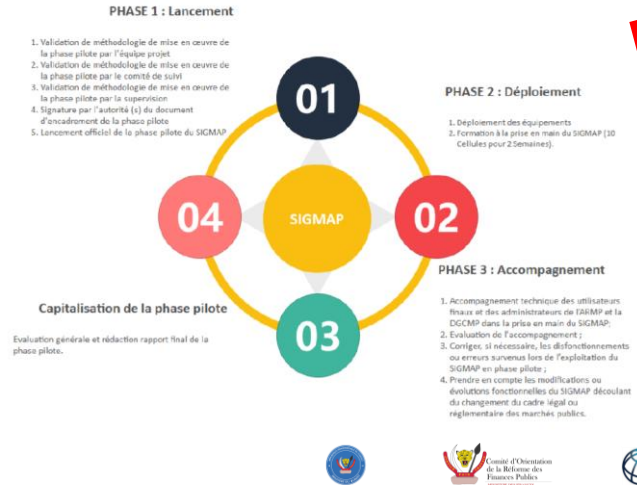 PHASE 1 : Lancement
1. Validation de méthodologie de mise en œuvre de
la phase pilote par l'équipe projet
2. Validation de méthodologie de mise en œuvre de
la phase pilote par le comité de suivi
3. Validation de méthodologie de mise en œuvre de
la phase pilote par la supervision
4. Signature par l'autorité (s) du document
d'encadrement de la phase pilote
5. Lancement officiel de la phase pilote du SIGMAP
01
PHASE 2 : Déploiement
1. Déploiement des équipements
2. Formation à la prise en main du SIGMAP (10
Cellules pour 2 Semaines).
04
SIGMAP
02
PHASE 3 : Accompagnement
1. Accompagnement technique des utilisateurs
finaux et des administrateurs de l'ARMP et la
DGCMP dans la prise en main du SIGMAP;
2. Evaluation de l'accompagnement ;
3. Corriger, si nécessaire, les disfonctionnements
ou erreurs survenus lors de l'exploitation du
SIGMAP en phase pilote ;
4. Prendre en compte les modifications ou
évolutions fonctionnelles du SIGMAP découlant
du changement du cadre légal ou
réglementaire des marchés publics.
Capitalisation de la phase pilote
Evaluation générale et rédaction rapport final de la
phase pilote.
03
Comité d'Orientation
de la Réforme des
Finances Publics